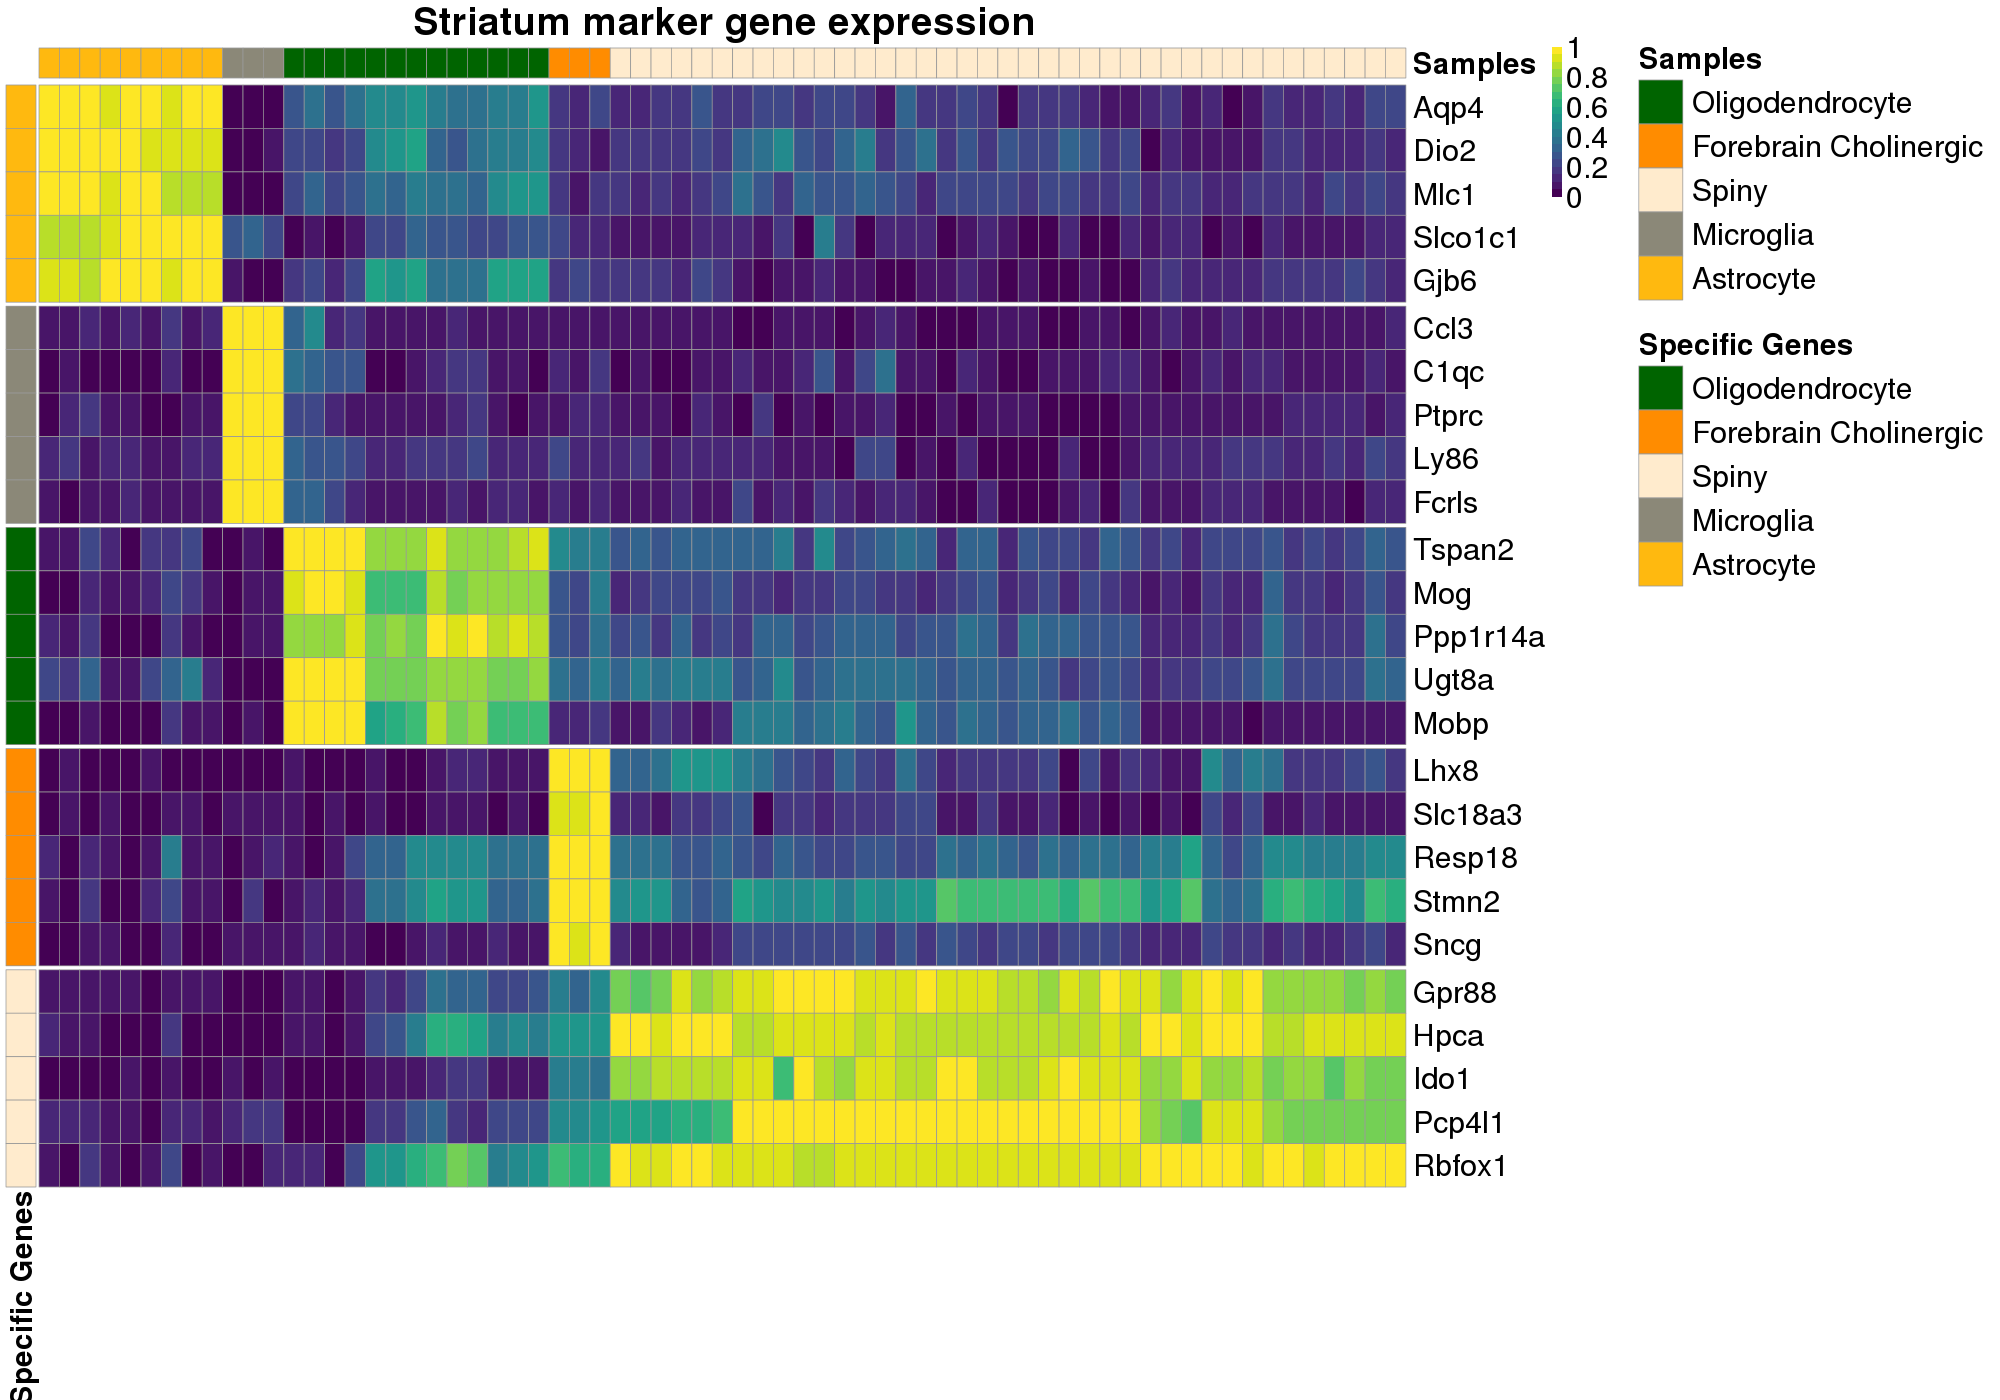 Striatum marker gene expression
Samples
Aqp4
Dio2
Mlc1
Slco1c1
Gjb6
Ccl3
C1qc
Ptprc
Ly86
Fcrls
Tspan2
Mog
Ppp1r14a
Ugt8a
Mobp
Lhx8
Slc18a3
Resp18
Stmn2
Sncg
Gpr88
Hpca
Ido1
Pcp4l1
Rbfox1
Specific Genes
1
0.8
0.6
0.4
0.2
0
Samples
Oligodendrocyte
Forebrain Cholinergic
Spiny
Microglia
Astrocyte
Specific Genes
Oligodendrocyte
Forebrain Cholinergic
Spiny
Microglia
Astrocyte